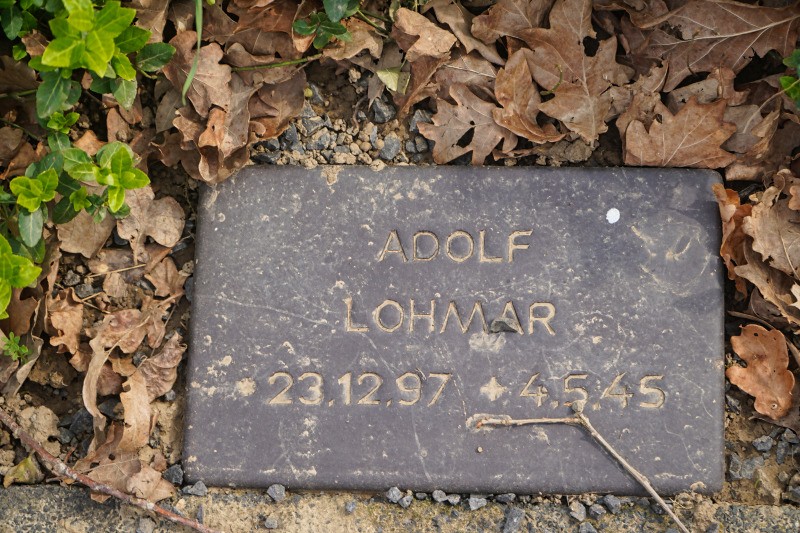 ADOLF
LOHMAR
* 23.12.97 + 4.5.45